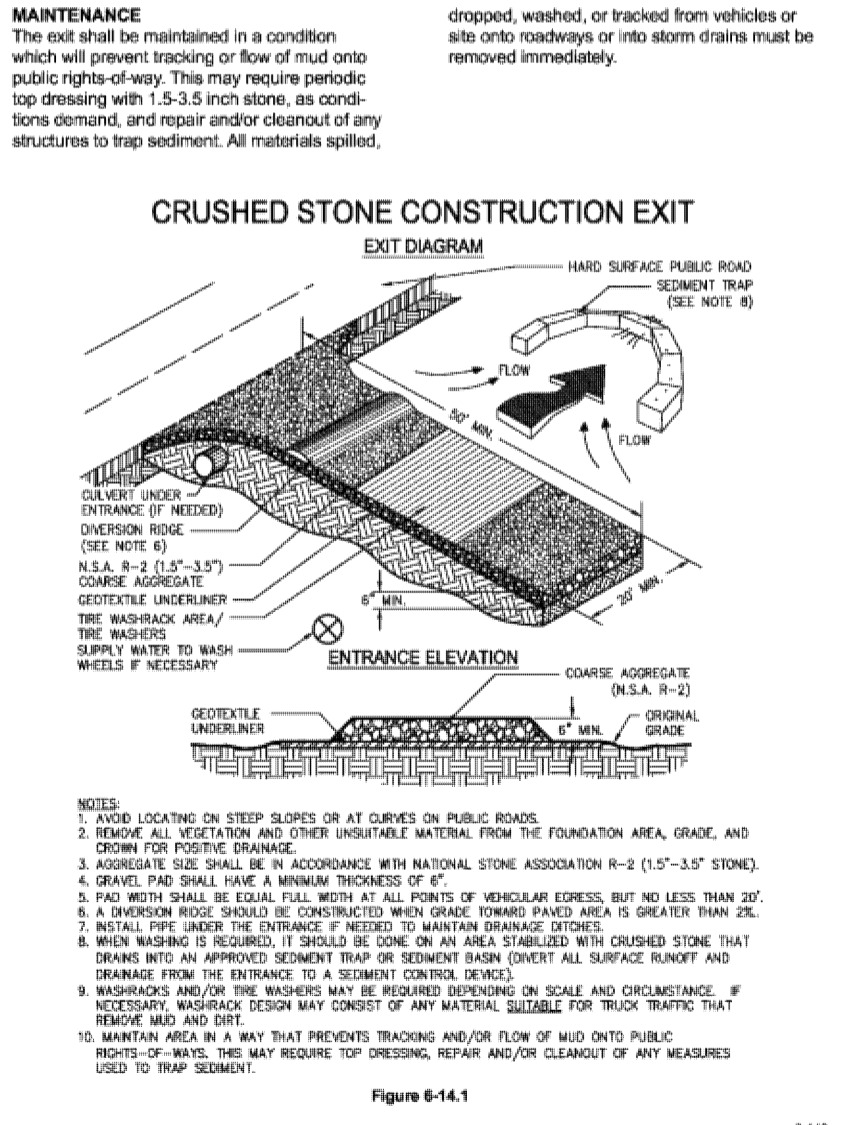 MAINTENANCE
The exit shall be maintained in a condition
which will prevent tracking or flow of mud onto
public rights-of-way. This may require periodic
top dressing with 1.5-3.5 inch stone, as condi-
tions demand, and repair and/or cleanout of any
structures to trap sediment. All materials spilled,
dropped, washed, or tracked from vehicles or
site onto roadways or into storm drains must be
removed immediately.
CRUSHED STONE CONSTRUCTION EXIT
EXIT DIAGRAM
HARD SURFACE PUBLIC ROAD
SEDIMENT TRAP
(SEE NOTE 8)
FLOW
50' MIN.
FLOW
CULVERT UNDER
ENTRANCE (IF NEEDED)
DIVERSION RIDGE
(SEE NOTE 6)
N.S.A. R-2 (1.5"-3.5")
COARSE AGGREGATE
GEOTEXTILE UNDERLINER
TIRE WASHRACK AREA/
TIRE WASHERS
SUPPLY WATER TO WASH
WHEELS IF NECESSARY
6" MIN.
20' MIN.
ENTRANCE ELEVATION
COARSE AGGREGATE
(N.S.A. R-2)
GEOTEXTILE
UNDERLINER
6" MIN.
ORIGINAL
GRADE
NOTES:
1. AVOID LOCATING ON STEEP SLOPES OR AT CURVES ON PUBLIC ROADS.
2. REMOVE ALL VEGETATION AND OTHER UNSUITABLE MATERIAL FROM THE FOUNDATION AREA, GRADE, AND
CROWN FOR POSITIVE DRAINAGE.
3. AGGREGATE SIZE SHALL BE IN ACCORDANCE WITH NATIONAL STONE ASSOCIATION R-2 (1.5"-3.5" STONE).
4. GRAVEL PAD SHALL HAVE A MINIMUM THICKNESS OF 6".
5. PAD WIDTH SHALL BE EQUAL FULL WIDTH AT ALL POINTS OF VEHICULAR EGRESS, BUT NO LESS THAN 20'.
6. A DIVERSION RIDGE SHOULD BE CONSTRUCTED WHEN GRADE TOWARD PAVED AREA IS GREATER THAN 2%.
7. INSTALL PIPE UNDER THE ENTRANCE IF NEEDED TO MAINTAIN DRAINAGE DITCHES.
8. WHEN WASHING IS REQUIRED, IT SHOULD BE DONE ON AN AREA STABILIZED WITH CRUSHED STONE THAT
DRAINS INTO AN APPROVED SEDIMENT TRAP OR SEDIMENT BASIN (DIVERT ALL SURFACE RUNOFF AND
DRAINAGE FROM THE ENTRANCE TO A SEDIMENT CONTROL DEVICE).
9. WASHRACKS AND/OR TIRE WASHERS MAY BE REQUIRED DEPENDING ON SCALE AND CIRCUMSTANCE. IF
NECESSARY, WASHRACK DESIGN MAY CONSIST OF ANY MATERIAL SUITABLE FOR TRUCK TRAFFIC THAT
REMOVE MUD AND DIRT.
10. MAINTAIN AREA IN A WAY THAT PREVENTS TRACKING AND/OR FLOW OF MUD ONTO PUBLIC
RIGHTS-OF-WAYS. THIS MAY REQUIRE TOP DRESSING, REPAIR AND/OR CLEANOUT OF ANY MEASURES
USED TO TRAP SEDIMENT.
Figure 6-14.1